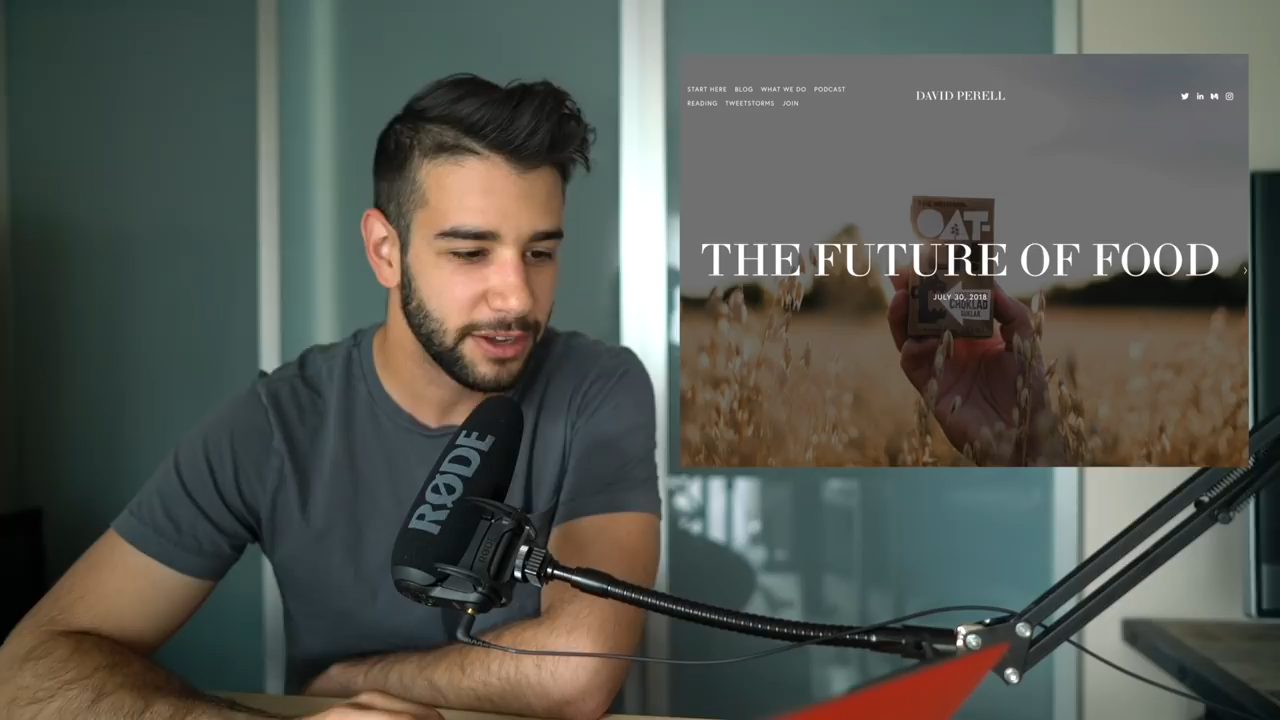 START HERE BLOG WHAT WE DO PODCAST
READING TWEETSTORMS JOIN
DAVID PERELL
OAT-
THE FUTURE OF FOOD
JULY 30, 2018
CHOKLAD
RØDE